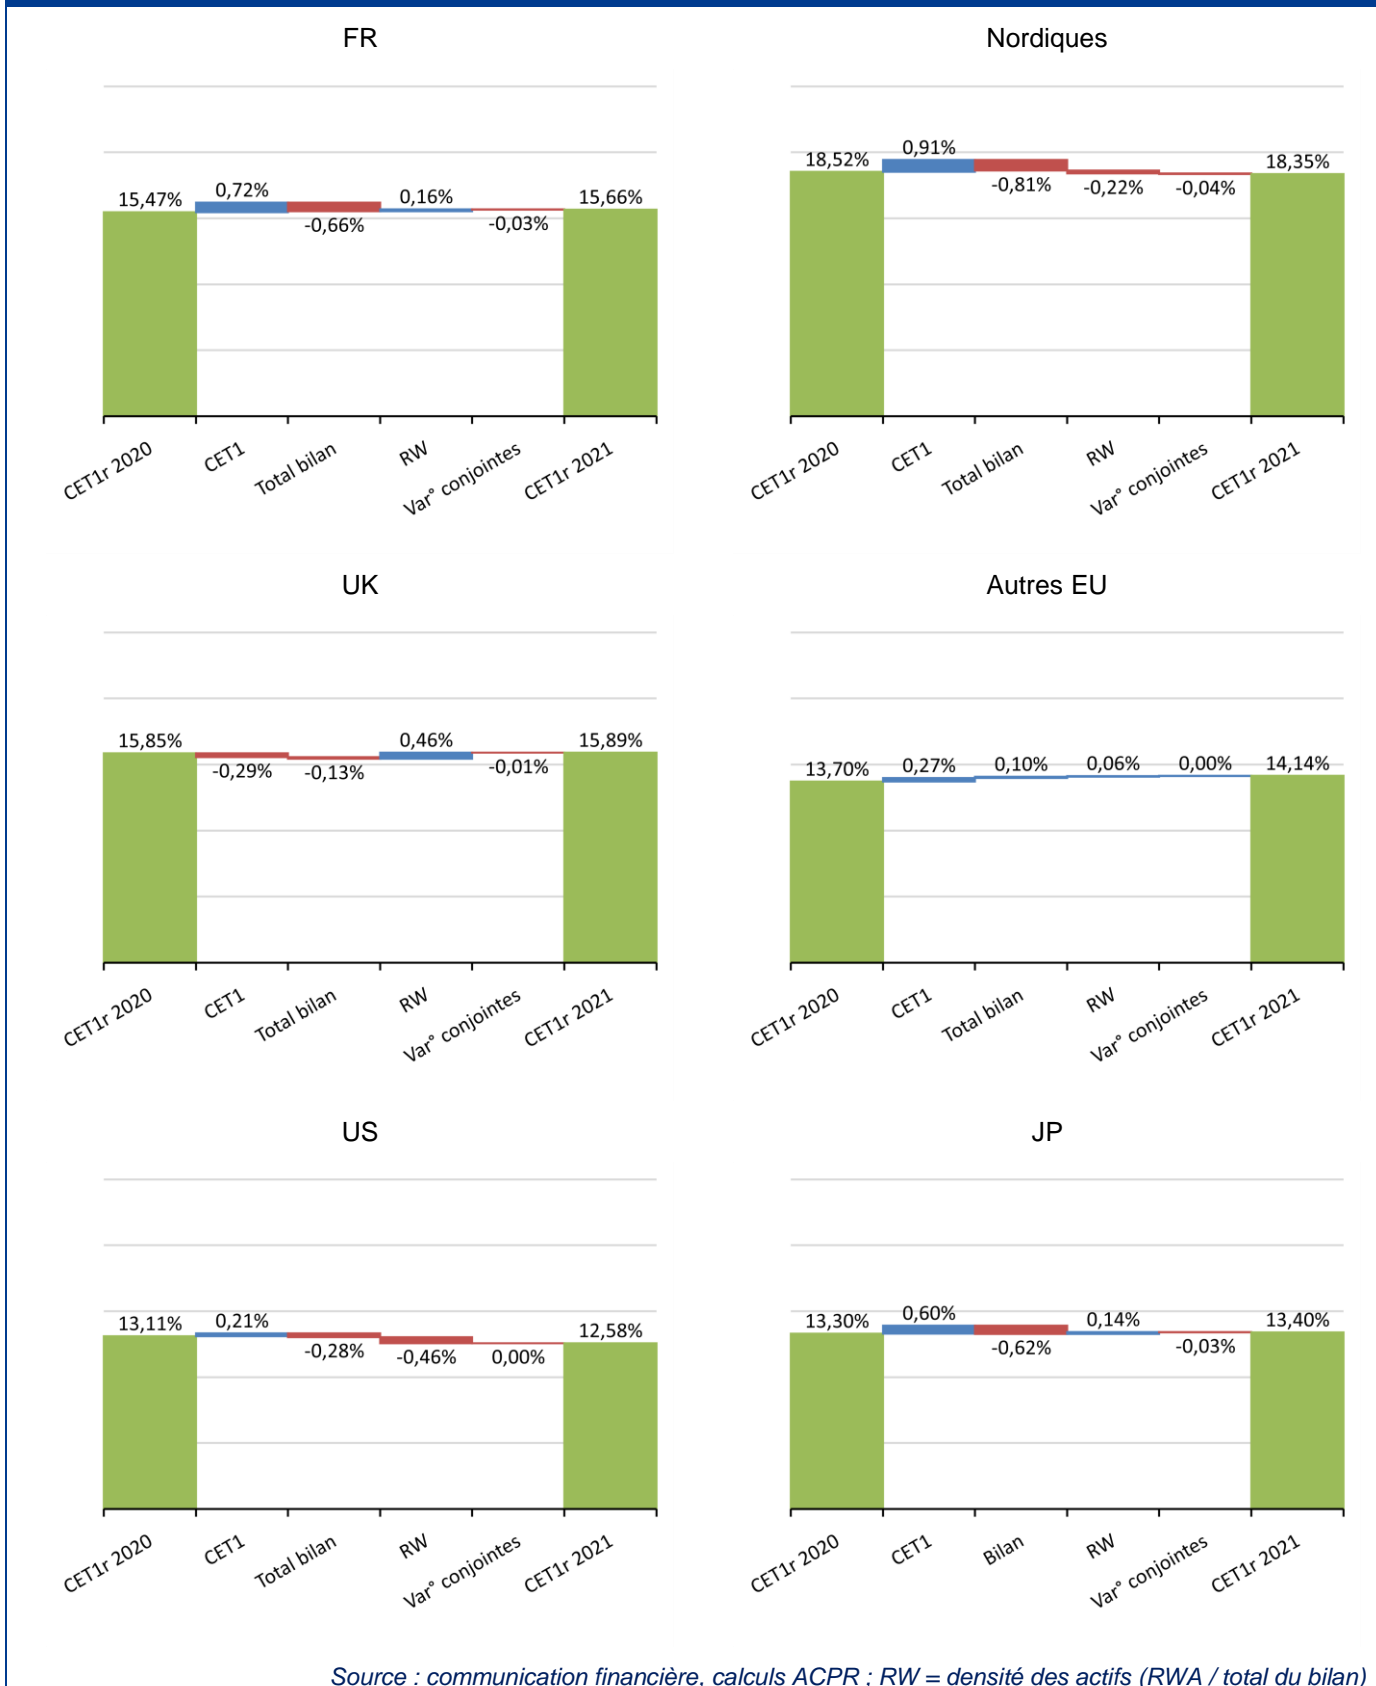 FR
15,47%
0,72%
-0,66%
0,16%
-0,03%
15,66%
CET1r 2020
CET1
Total bilan
RW
Var° conjointes
CET1r 2021
Nordiques
18,52%
0,91%
-0,81%
-0,22%
-0,04%
18,35%
CET1r 2020
CET1
Total bilan
RW
Var° conjointes
CET1r 2021
UK
15,85%
-0,29%
-0,13%
0,46%
-0,01%
15,89%
CET1r 2020
CET1
Total bilan
RW
Var° conjointes
CET1r 2021
Autres EU
13,70%
0,27%
0,10%
0,06%
0,00%
14,14%
CET1r 2020
CET1
Total bilan
RW
Var° conjointes
CET1r 2021
US
13,11%
0,21%
-0,28%
-0,46%
0,00%
12,58%
CET1r 2020
CET1
Total bilan
RW
Var° conjointes
CET1r 2021
JP
13,30%
0,60%
-0,62%
0,14%
-0,03%
13,40%
CET1r 2020
CET1
Bilan
RW
Var° conjointes
CET1r 2021
Source : communication financière, calculs ACPR ; RW = densité des actifs (RWA / total du bilan)